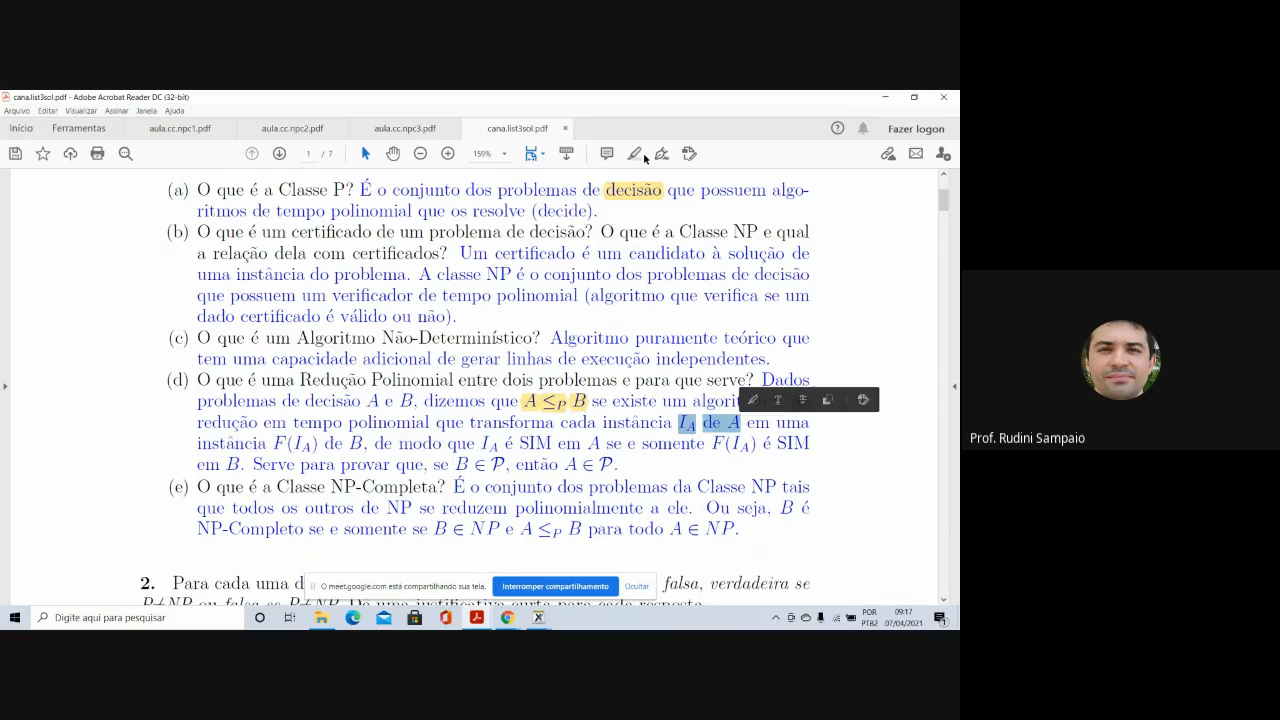 cana.list3sol.pdf - Adobe Acrobat Reader DC (32-bit)
Arquivo Editar Visualizar Assinar Janela Ajuda
Início Ferramentas aula.cc.npc1.pdf aula.cc.npc2.pdf aula.cc.npc3.pdf cana.list3sol.pdf × Fazer logon
1 / 7 159%
(a) O que é a Classe P? É o conjunto dos problemas de decisão que possuem algo-
ritmos de tempo polinomial que os resolve (decide).
(b) O que é um certificado de um problema de decisão? O que é a Classe NP e qual
a relação dela com certificados? Um certificado é um candidato à solução de
uma instância do problema. A classe NP é o conjunto dos problemas de decisão
que possuem um verificador de tempo polinomial (algoritmo que verifica se um
dado certificado é válido ou não).
(c) O que é um Algoritmo Não-Determinístico? Algoritmo puramente teórico que
tem uma capacidade adicional de gerar linhas de execução independentes.
(d) O que é uma Redução Polinomial entre dois problemas e para que serve? Dados
problemas de decisão A e B, dizemos que A ≤P B se existe um algorit
redução em tempo polinomial que transforma cada instância IA de A em uma
instância F(IA) de B, de modo que IA é SIM em A se e somente F(IA) é SIM
em B. Serve para provar que, se B ∈ P, então A ∈ P.
(e) O que é a Classe NP-Completa? É o conjunto dos problemas da Classe NP tais
que todos os outros de NP se reduzem polinomialmente a ele. Ou seja, B é
NP-Completo se e somente se B ∈ NP e A ≤P B para todo A ∈ NP.
2. Para cada uma d falsa, verdadeira se
O meet.google.com está compartilhando sua tela. Interromper compartilhamento Ocultar
Digite aqui para pesquisar
POR
PTB2
09:17
07/04/2021
Prof. Rudini Sampaio